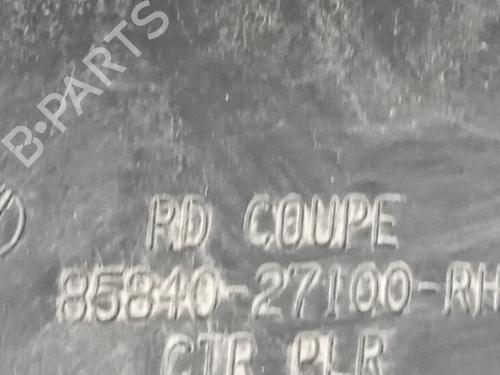 B-PARTS
RD COUPE
85840-27100-RH
CTR PLR